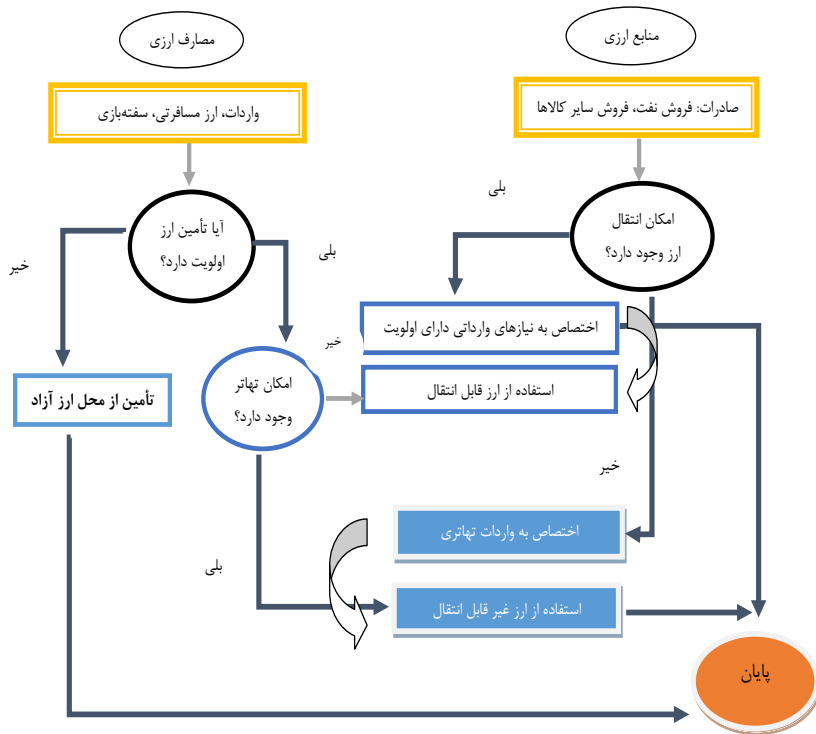 منابع ارزی
مصارف ارزی
صادرات: فروش نفت، فروش سایر کالاها
واردات، ارز مسافرتی، سفته‌بازی
امکان انتقال
ارز وجود دارد؟
بلی
آیا تأمین ارز
اولویت دارد؟
بلی
خیر
اختصاص به نیازهای وارداتی دارای اولویت
خیر
امکان تهاتر
وجود دارد؟
استفاده از ارز قابل انتقال
تأمین از محل ارز آزاد
خیر
اختصاص به واردات تهاتری
بلی
استفاده از ارز غیر قابل انتقال
پایان